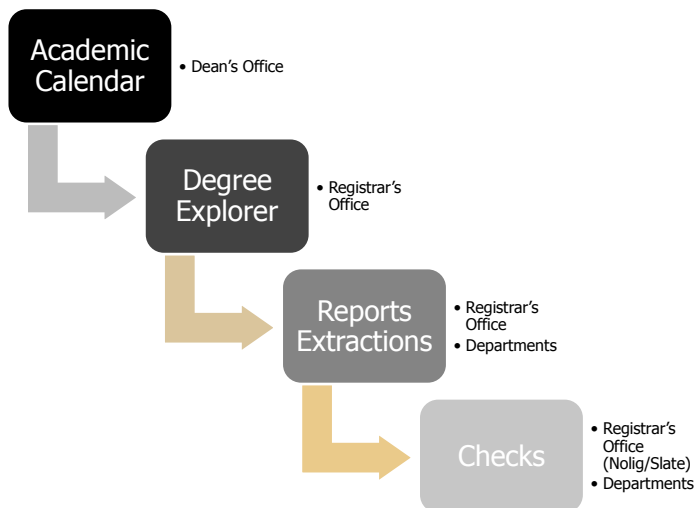 Academic
Calendar
• Dean’s Office
Degree
Explorer
• Registrar’s
Office
Reports
Extractions
• Registrar’s
Office
• Departments
Checks
• Registrar’s
Office
(Nolig/Slate)
• Departments